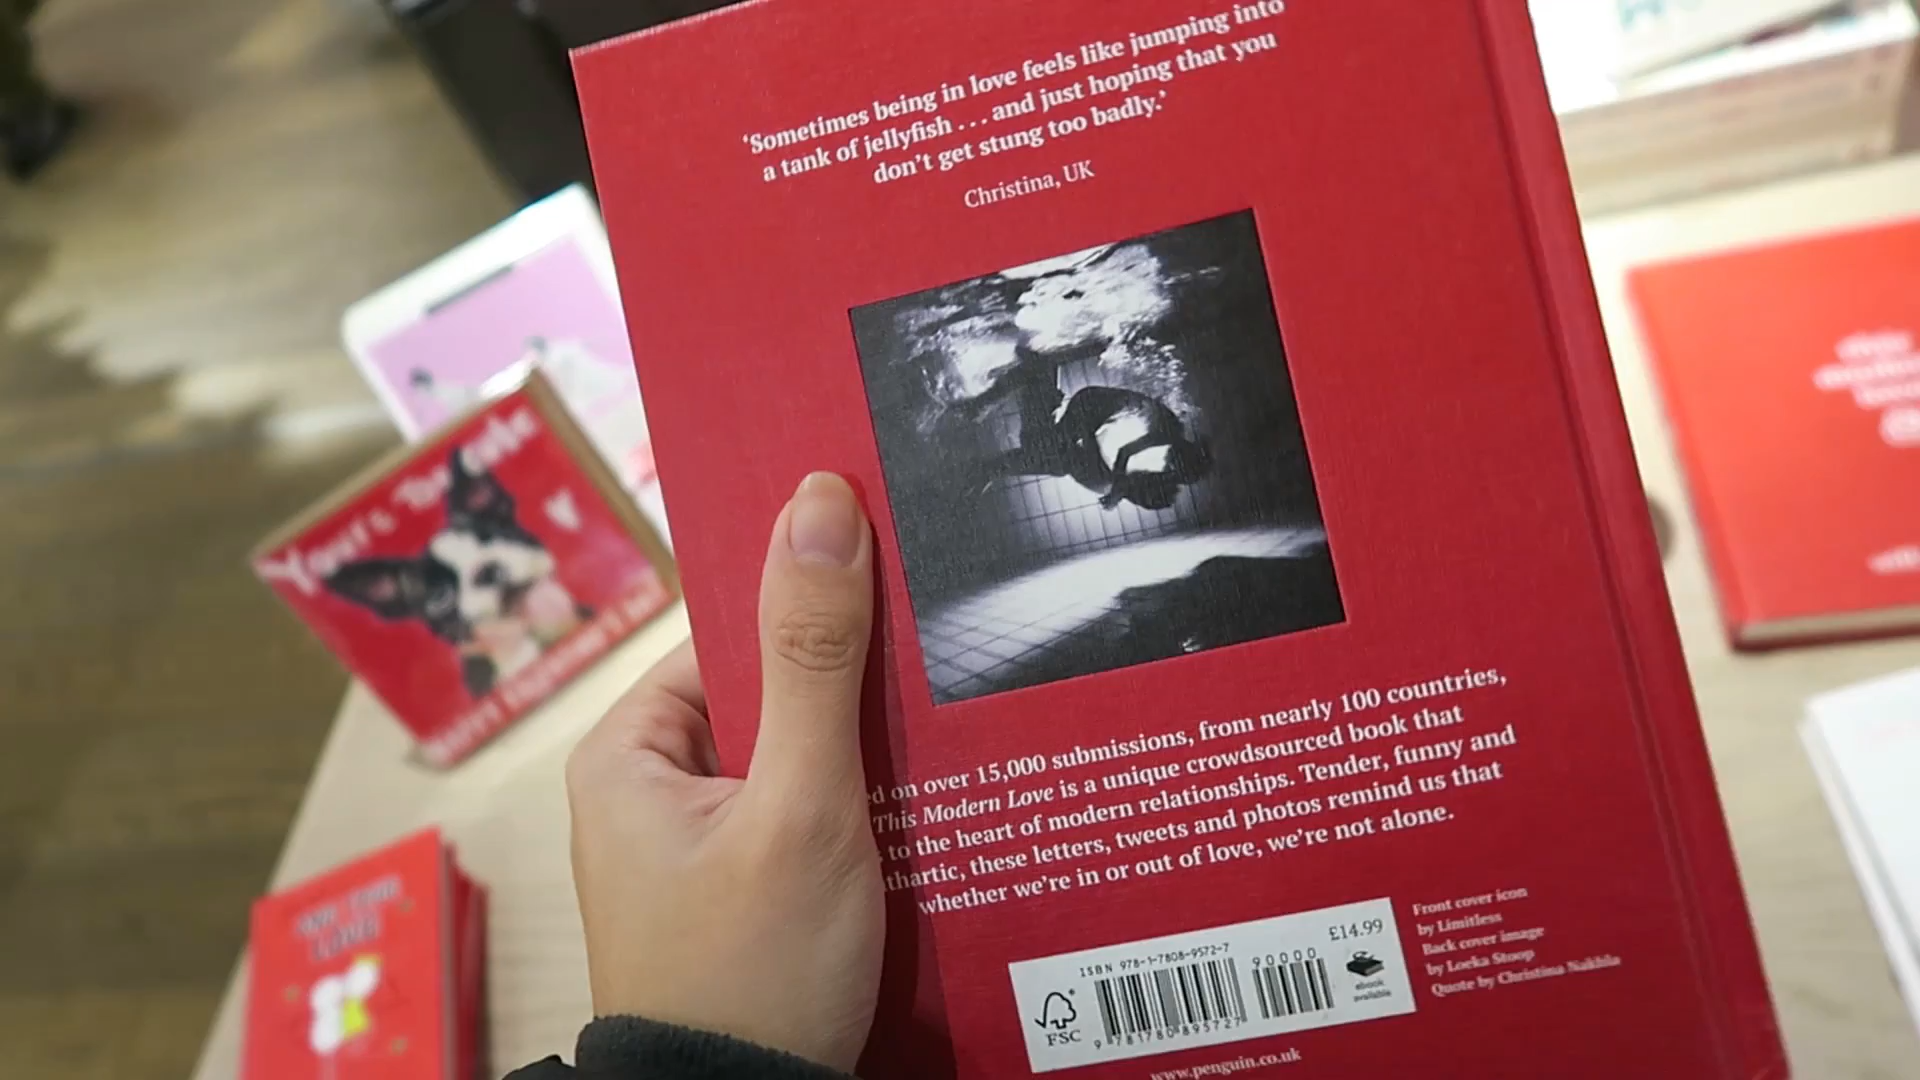 ‘Sometimes being in love feels like jumping into
a tank of jellyfish . . . and just hoping that you
don’t get stung too badly.’
Christina, UK
on over 15,000 submissions, from nearly 100 countries,
This Modern Love is a unique crowdsourced book that
to the heart of modern relationships. Tender, funny and
these letters, tweets and photos remind us that
whether we’re in or out of love, we’re not alone.
ISBN 978-1-7808-9572-7
90000
£14.99
ebook
available
FSC
9 781780 895727
Front cover icon
by Limitless
Back cover image
by Loeka Stoop
Quote by Christina Nakhla
www.penguin.co.uk